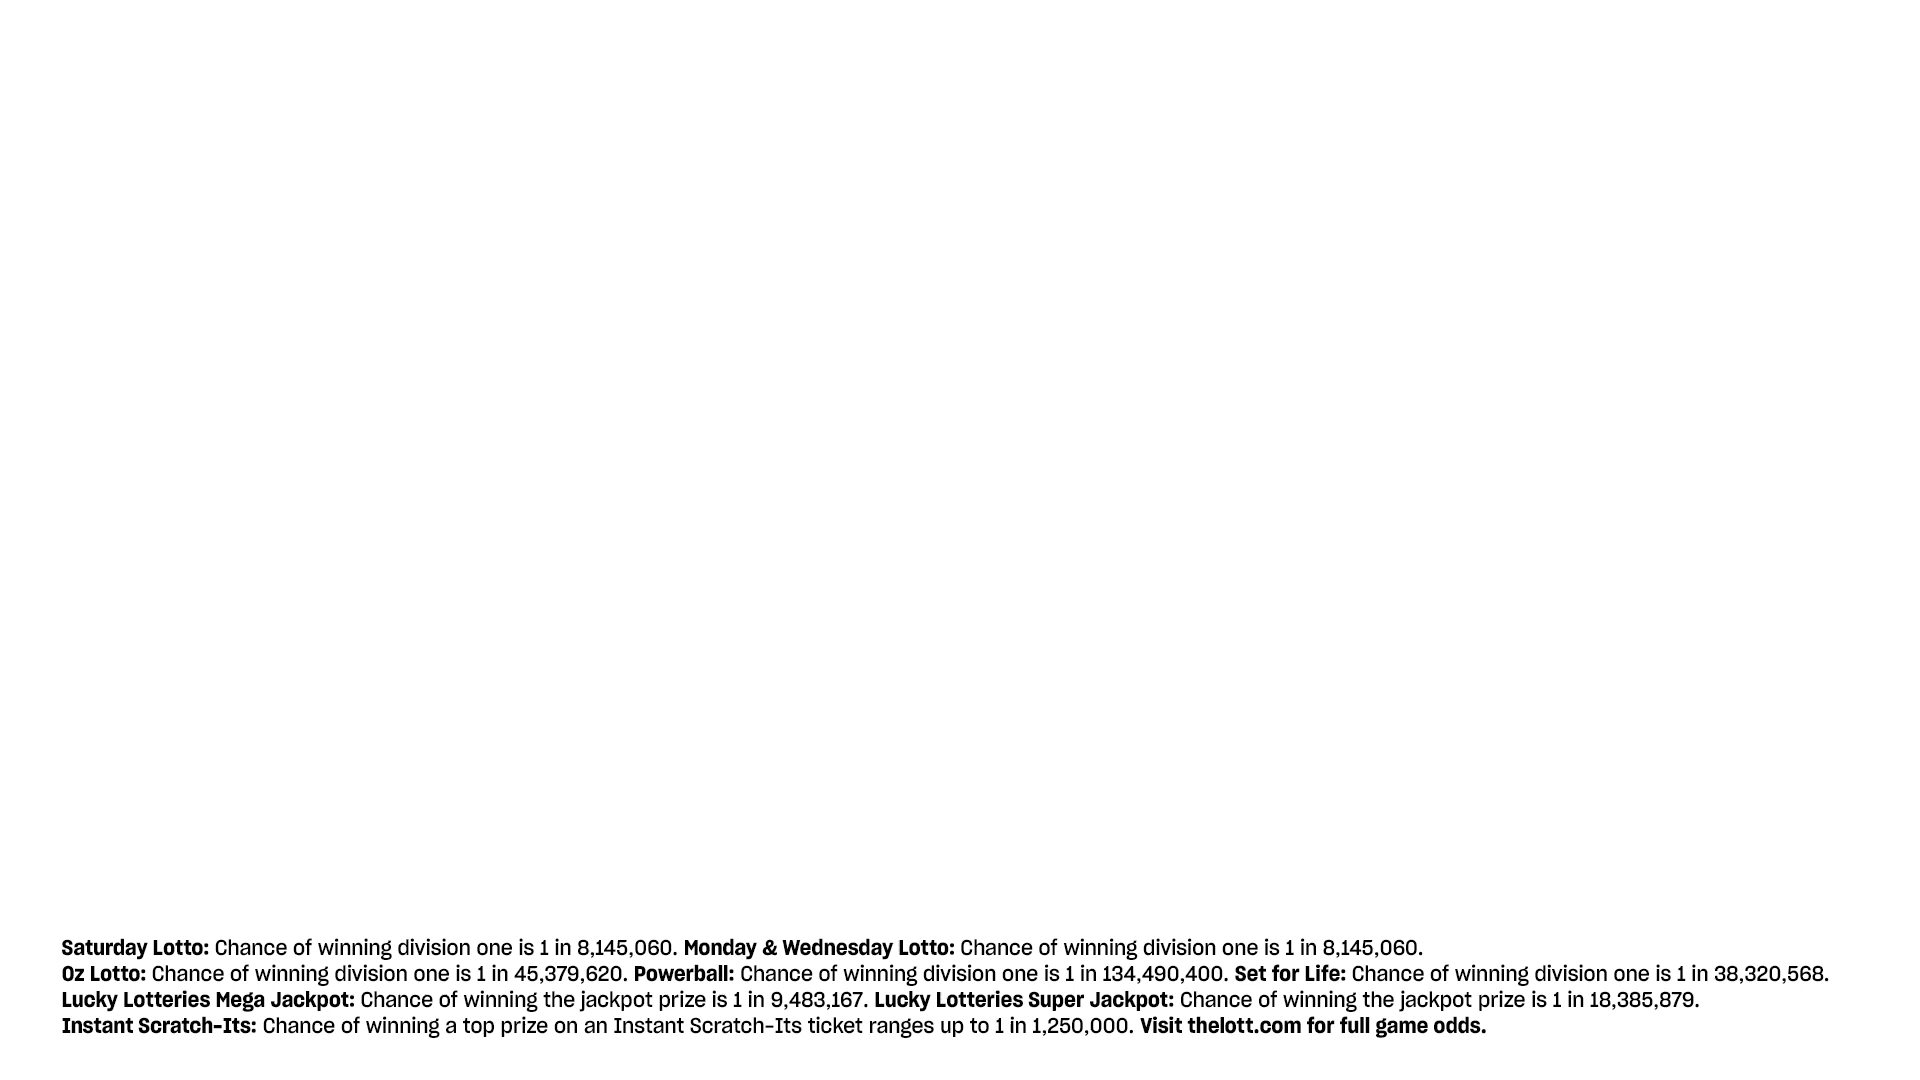 Saturday Lotto: Chance of winning division one is 1 in 8,145,060. Monday & Wednesday Lotto: Chance of winning division one is 1 in 8,145,060.
Oz Lotto: Chance of winning division one is 1 in 45,379,620. Powerball: Chance of winning division one is 1 in 134,490,400. Set for Life: Chance of winning division one is 1 in 38,320,568.
Lucky Lotteries Mega Jackpot: Chance of winning the jackpot prize is 1 in 9,483,167. Lucky Lotteries Super Jackpot: Chance of winning the jackpot prize is 1 in 18,385,879.
Instant Scratch-Its: Chance of winning a top prize on an Instant Scratch-Its ticket ranges up to 1 in 1,250,000. Visit thelott.com for full game odds.